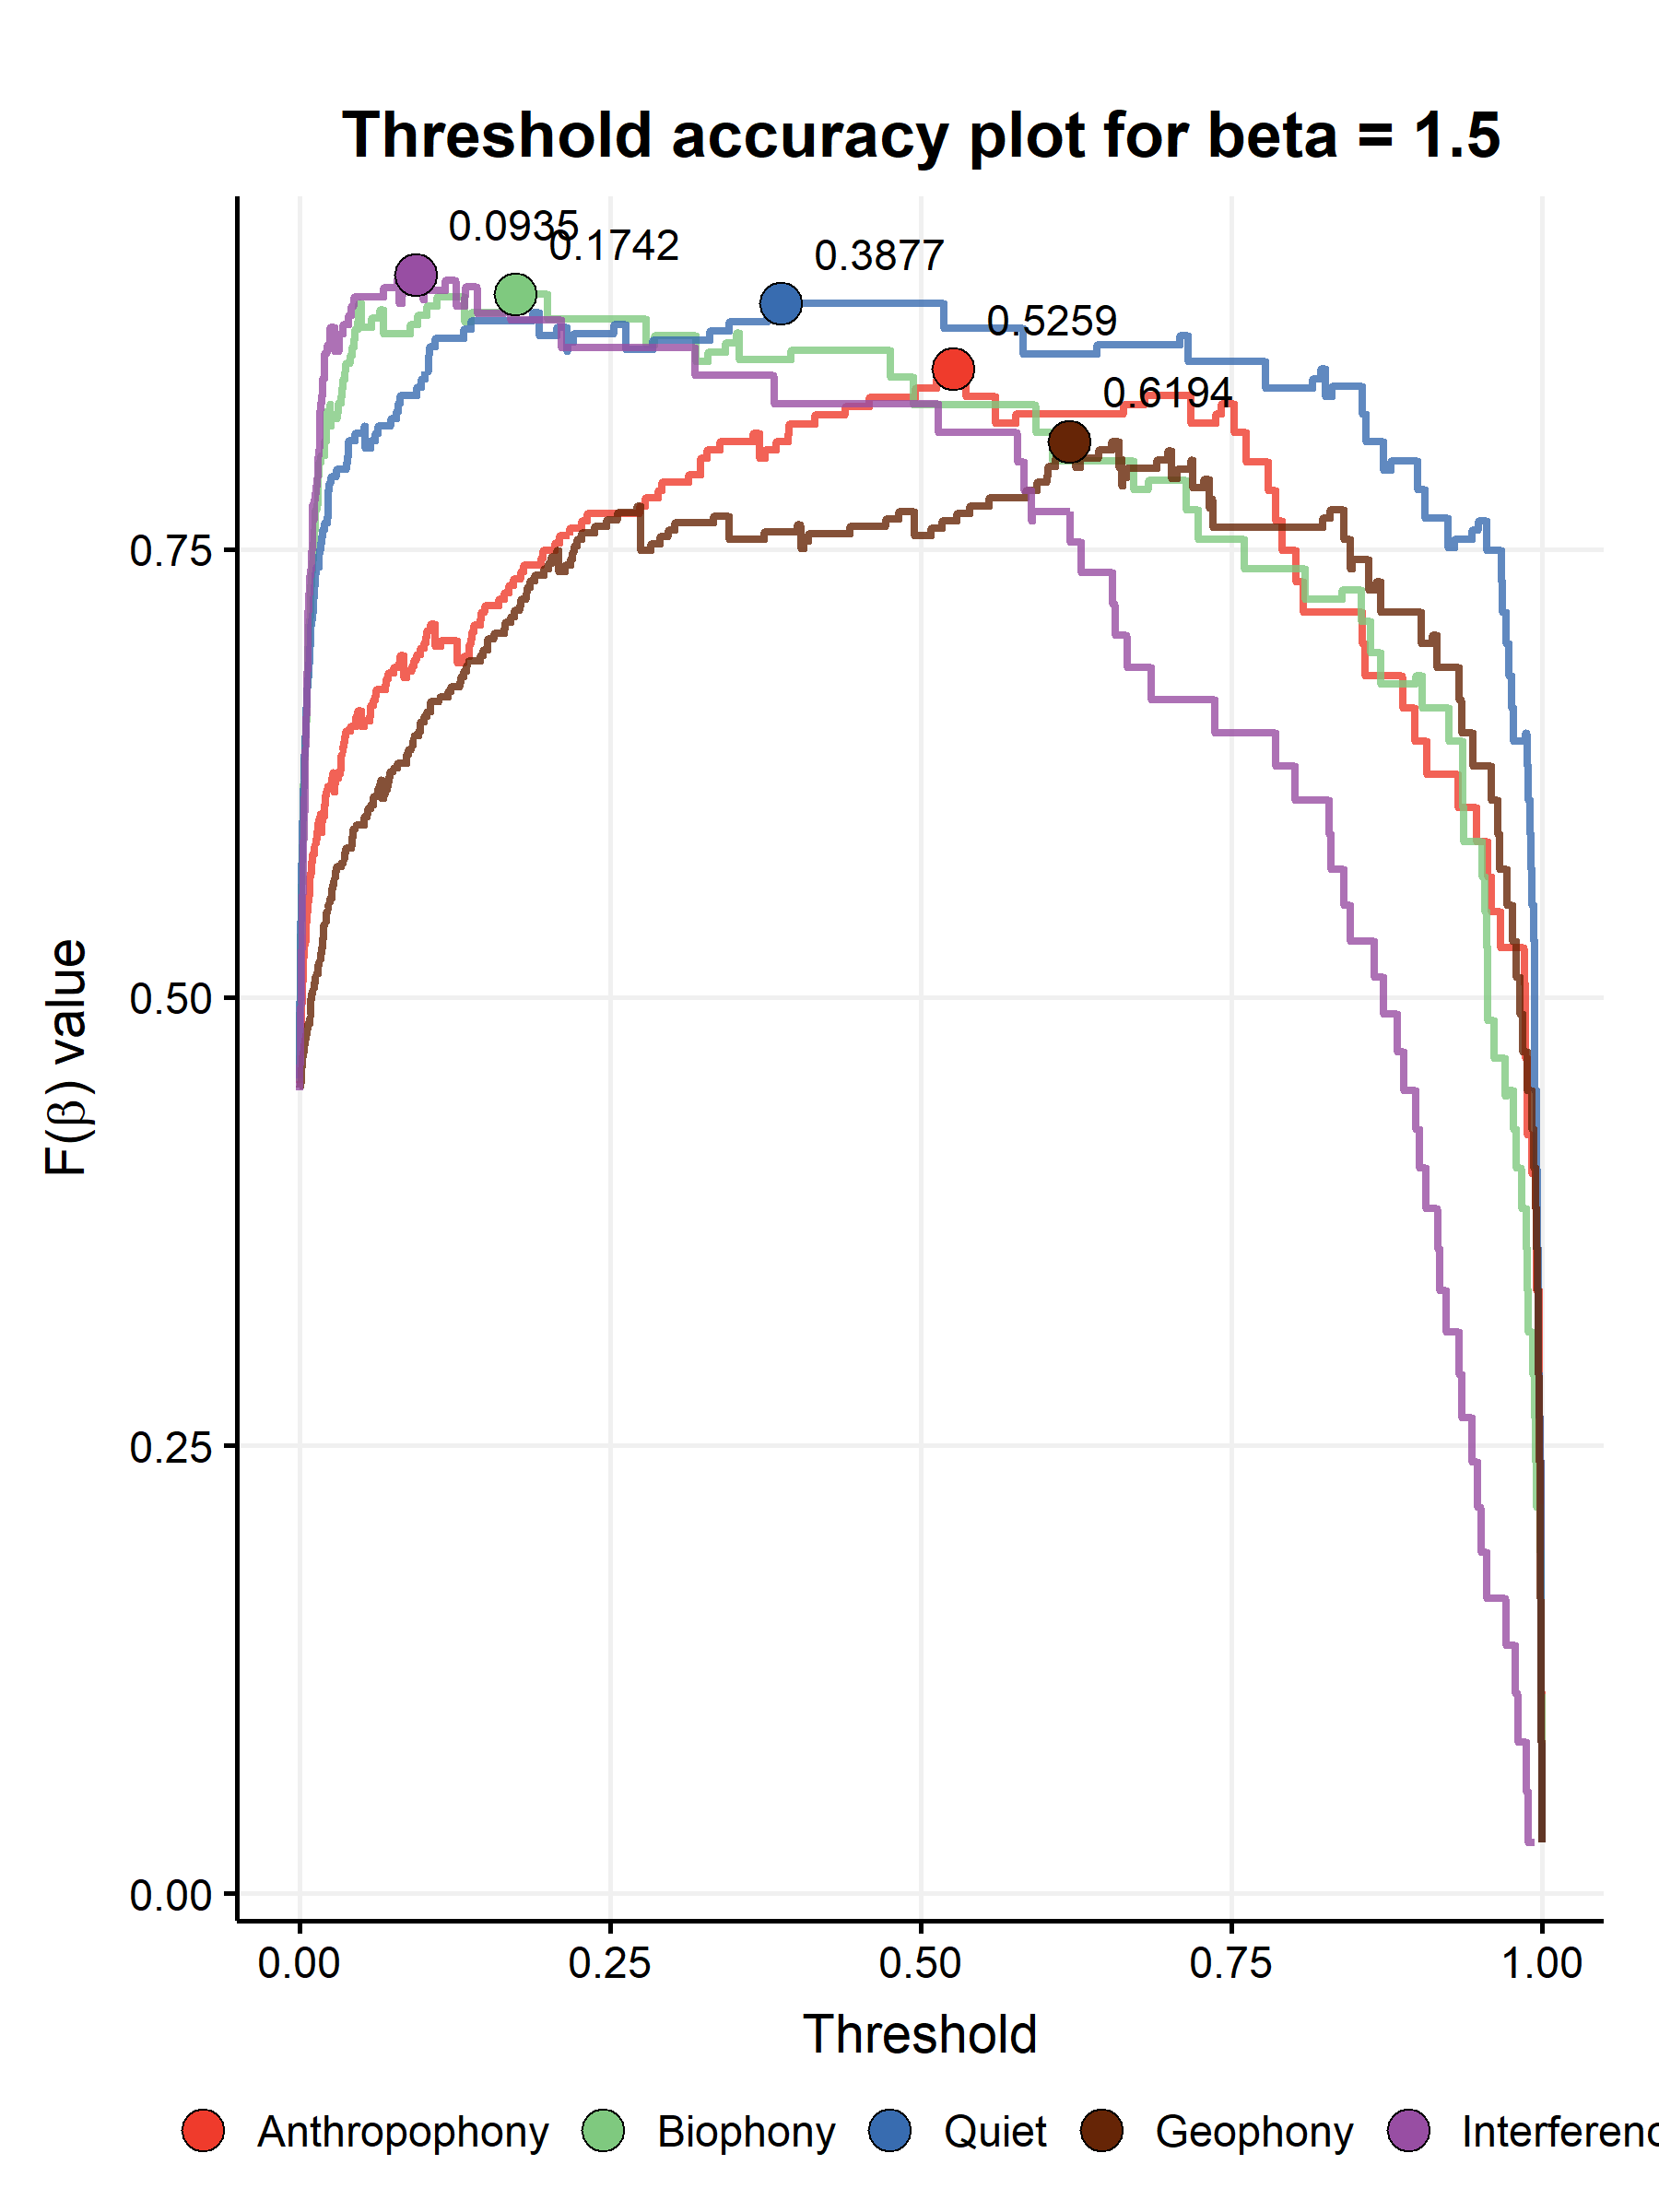 Threshold accuracy plot for beta = 1.5
0.0935
0.1742
0.3877
0.5259
0.6194
0.75
0.50
0.25
0.00
F(β) value
0.00 0.25 0.50 0.75 1.00
Threshold
Anthropophony Biophony Quiet Geophony Interferenc